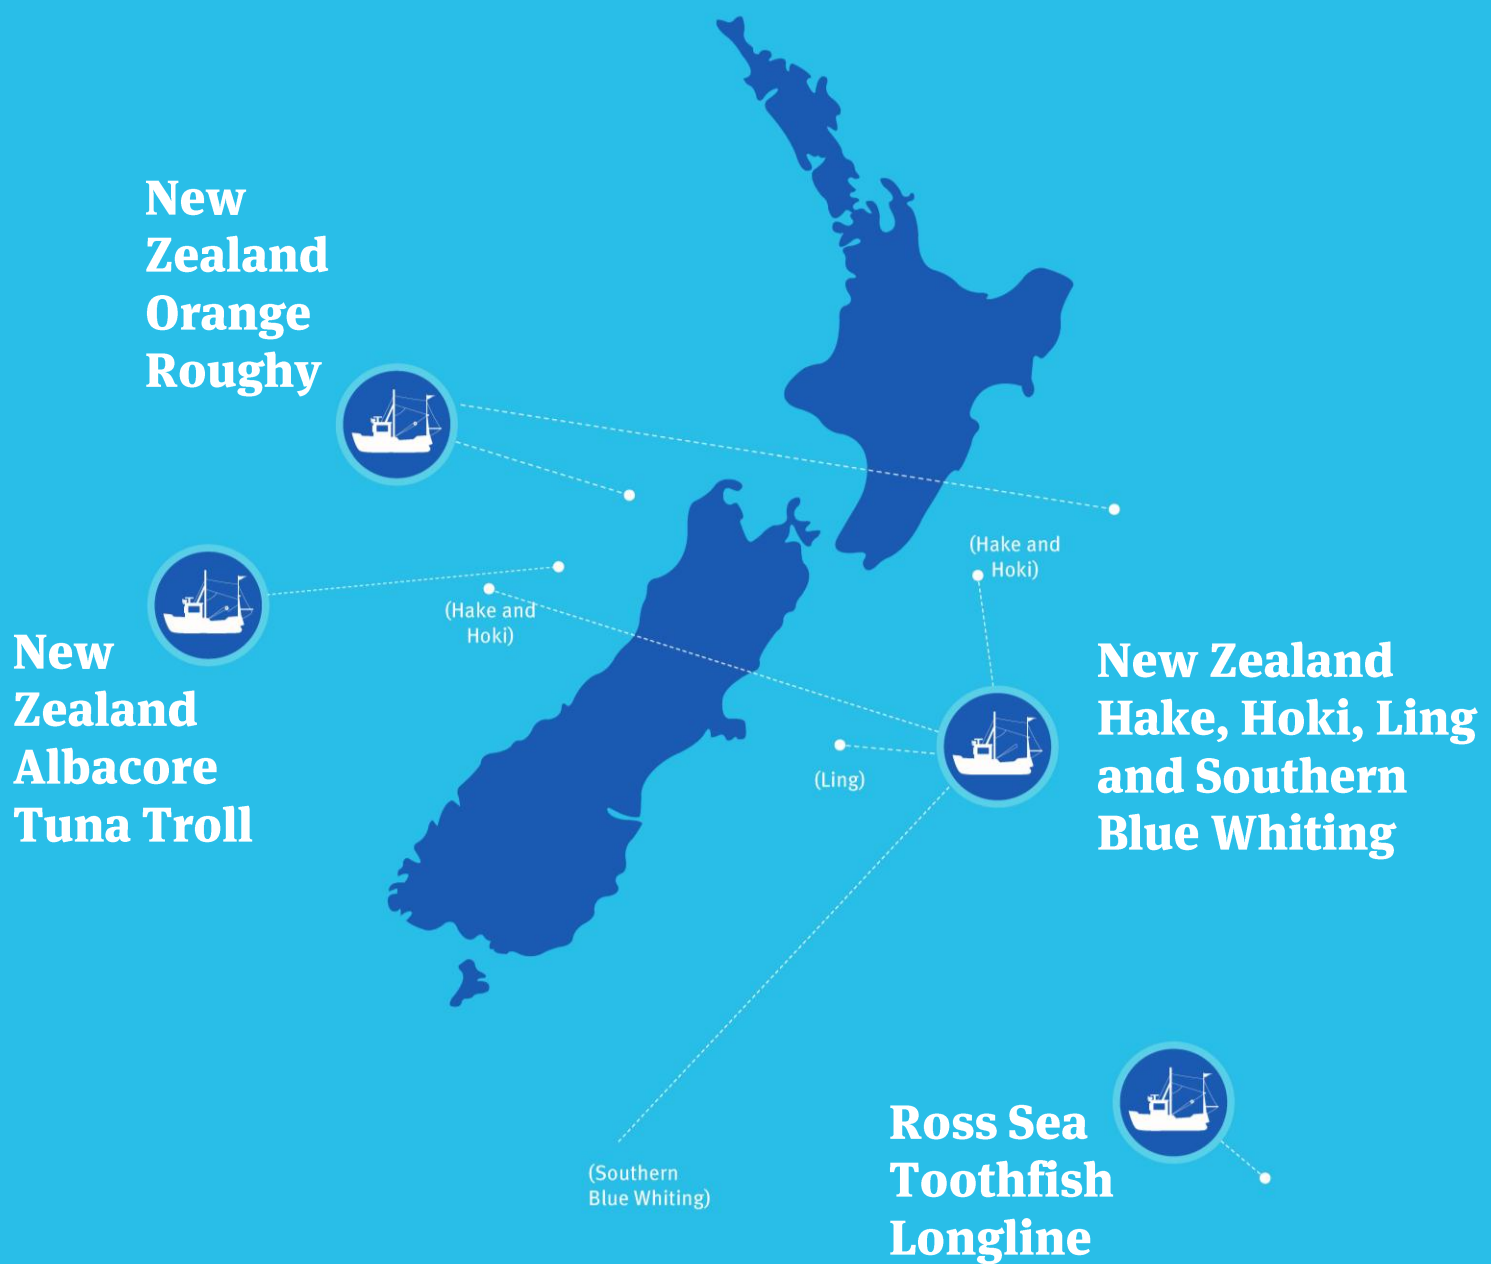 New
Zealand
Orange
Roughy
(Hake and
Hoki)
(Hake and
Hoki)
New
Zealand
Albacore
Tuna Troll
New Zealand
Hake, Hoki, Ling
and Southern
Blue Whiting
(Ling)
Ross Sea
Toothfish
Longline
(Southern
Blue Whiting)